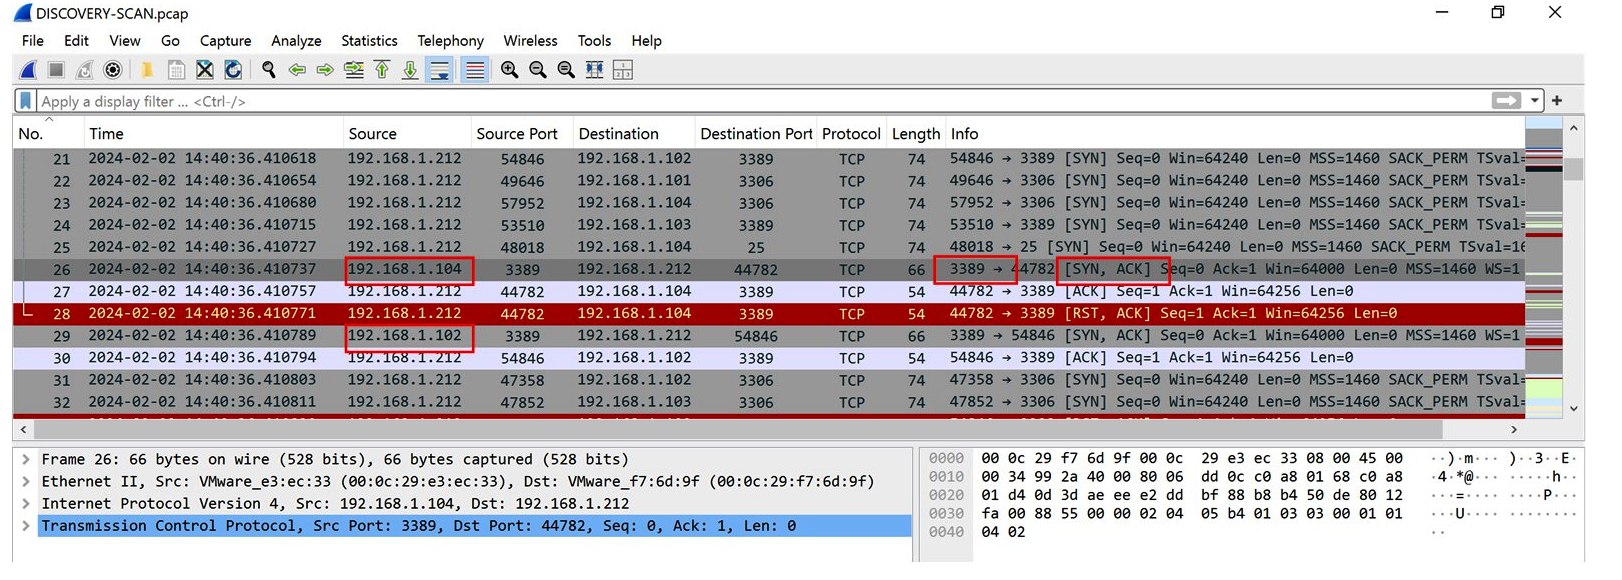 DISCOVERY-SCAN.pcap
File Edit View Go Capture Analyze Statistics Telephony Wireless Tools Help
Apply a display filter ... <Ctrl-/>
No. Time Source Source Port Destination Destination Port Protocol Length Info
21 2024-02-02 14:40:36.410618 192.168.1.212 54846 192.168.1.102 3389 TCP 74 54846 → 3389 [SYN] Seq=0 Win=64240 Len=0 MSS=1460 SACK_PERM TSval=
22 2024-02-02 14:40:36.410654 192.168.1.212 49646 192.168.1.101 3306 TCP 74 49646 → 3306 [SYN] Seq=0 Win=64240 Len=0 MSS=1460 SACK_PERM TSval=
23 2024-02-02 14:40:36.410680 192.168.1.212 57952 192.168.1.104 3306 TCP 74 57952 → 3306 [SYN] Seq=0 Win=64240 Len=0 MSS=1460 SACK_PERM TSval=
24 2024-02-02 14:40:36.410715 192.168.1.212 53510 192.168.1.103 3389 TCP 74 53510 → 3389 [SYN] Seq=0 Win=64240 Len=0 MSS=1460 SACK_PERM TSval=
25 2024-02-02 14:40:36.410727 192.168.1.212 48018 192.168.1.104 25 TCP 74 48018 → 25 [SYN] Seq=0 Win=64240 Len=0 MSS=1460 SACK_PERM TSval=16
26 2024-02-02 14:40:36.410737 192.168.1.104 3389 192.168.1.212 44782 TCP 66 3389 → 44782 [SYN, ACK] Seq=0 Ack=1 Win=64000 Len=0 MSS=1460 WS=1
27 2024-02-02 14:40:36.410757 192.168.1.212 44782 192.168.1.104 3389 TCP 54 44782 → 3389 [ACK] Seq=1 Ack=1 Win=64256 Len=0
28 2024-02-02 14:40:36.410771 192.168.1.212 44782 192.168.1.104 3389 TCP 54 44782 → 3389 [RST, ACK] Seq=1 Ack=1 Win=64256 Len=0
29 2024-02-02 14:40:36.410789 192.168.1.102 3389 192.168.1.212 54846 TCP 66 3389 → 54846 [SYN, ACK] Seq=0 Ack=1 Win=64000 Len=0 MSS=1460 WS=1
30 2024-02-02 14:40:36.410794 192.168.1.212 54846 192.168.1.102 3389 TCP 54 54846 → 3389 [ACK] Seq=1 Ack=1 Win=64256 Len=0
31 2024-02-02 14:40:36.410803 192.168.1.212 47358 192.168.1.102 3306 TCP 74 47358 → 3306 [SYN] Seq=0 Win=64240 Len=0 MSS=1460 SACK_PERM TSval=
32 2024-02-02 14:40:36.410811 192.168.1.212 47852 192.168.1.103 3306 TCP 74 47852 → 3306 [SYN] Seq=0 Win=64240 Len=0 MSS=1460 SACK_PERM TSval=
Frame 26: 66 bytes on wire (528 bits), 66 bytes captured (528 bits)
Ethernet II, Src: VMware_e3:ec:33 (00:0c:29:e3:ec:33), Dst: VMware_f7:6d:9f (00:0c:29:f7:6d:9f)
Internet Protocol Version 4, Src: 192.168.1.104, Dst: 192.168.1.212
Transmission Control Protocol, Src Port: 3389, Dst Port: 44782, Seq: 0, Ack: 1, Len: 0
0000 00 0c 29 f7 6d 9f 00 0c 29 e3 ec 33 08 00 45 00 ··)·m··· )··3··E·
0010 00 34 99 2a 40 00 80 06 dd 0c c0 a8 01 68 c0 a8 ·4·*@··· ·····h··
0020 01 d4 0d 3d ae ee e2 dd bf 88 b8 b4 50 de 80 12 ···=···· ····P···
0030 fa 00 88 55 00 00 02 04 05 b4 01 03 03 00 01 01 ···U···· ········
0040 04 02 ··